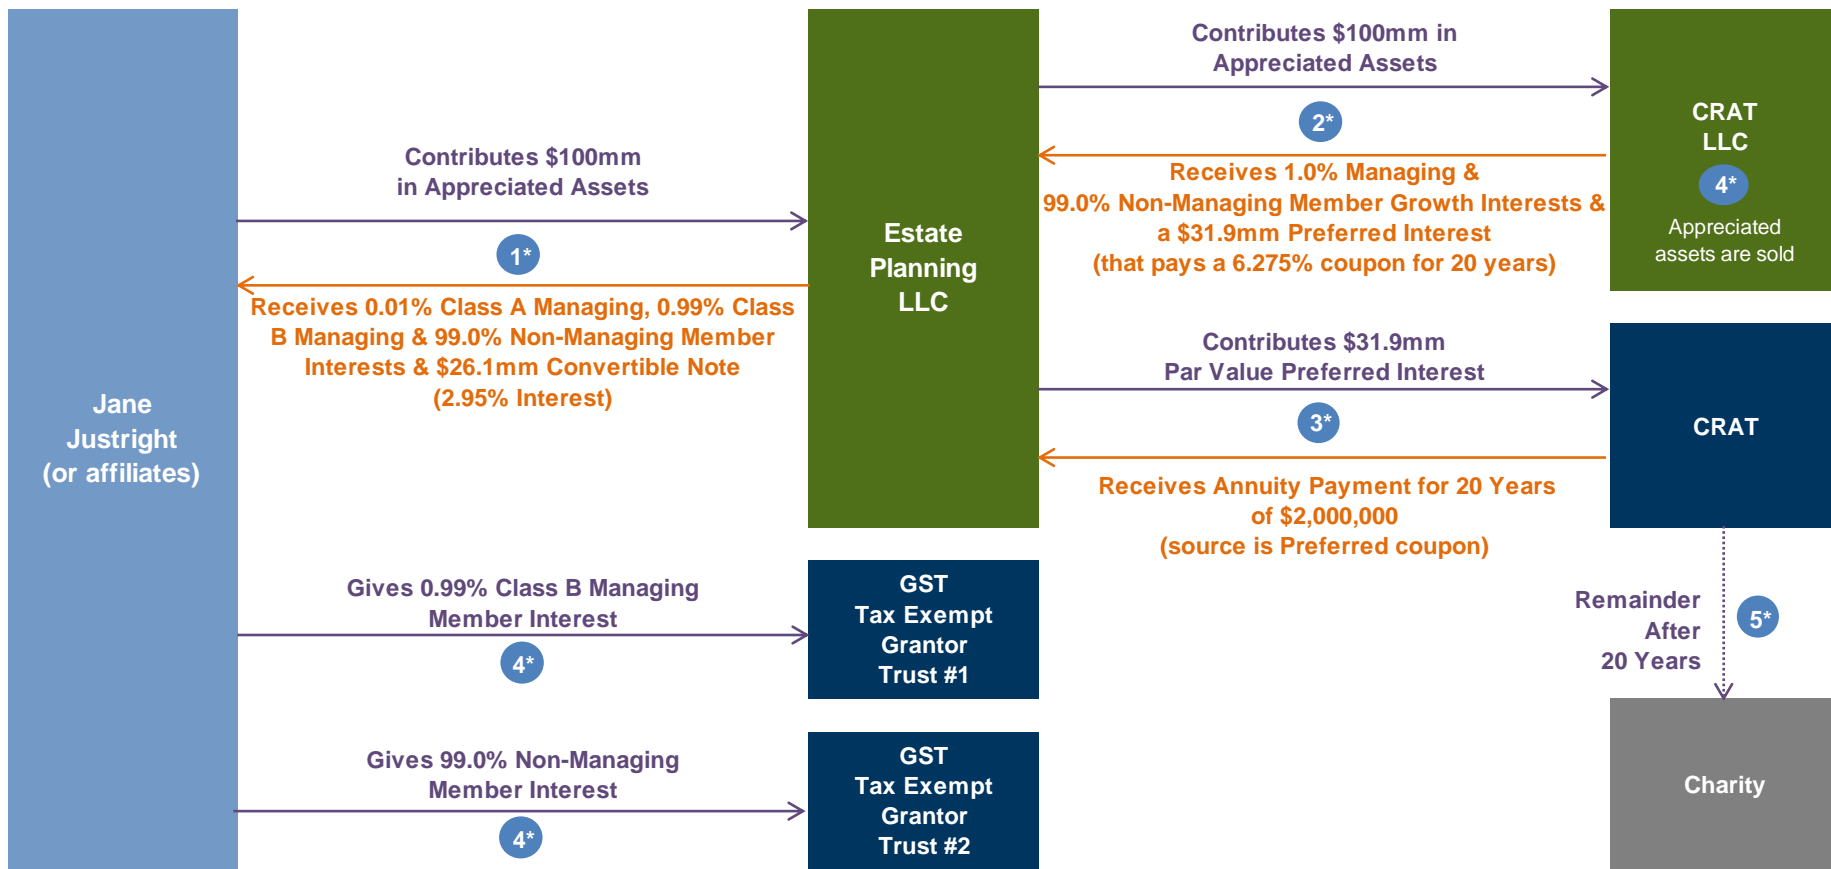 Jane
Justright
(or affiliates)
Contributes $100mm
in Appreciated Assets
1*
Receives 0.01% Class A Managing, 0.99% Class
B Managing & 99.0% Non-Managing Member
Interests & $26.1mm Convertible Note
(2.95% Interest)
Estate
Planning
LLC
Contributes $100mm in
Appreciated Assets
2*
Receives 1.0% Managing &
99.0% Non-Managing Member Growth Interests &
a $31.9mm Preferred Interest
(that pays a 6.275% coupon for 20 years)
CRAT
LLC
4*
Appreciated
assets are sold
Contributes $31.9mm
Par Value Preferred Interest
3*
Receives Annuity Payment for 20 Years
of $2,000,000
(source is Preferred coupon)
CRAT
Gives 0.99% Class B Managing
Member Interest
4*
GST
Tax Exempt
Grantor
Trust #1
Remainder
After
20 Years
5*
Gives 99.0% Non-Managing
Member Interest
4*
GST
Tax Exempt
Grantor
Trust #2
Charity